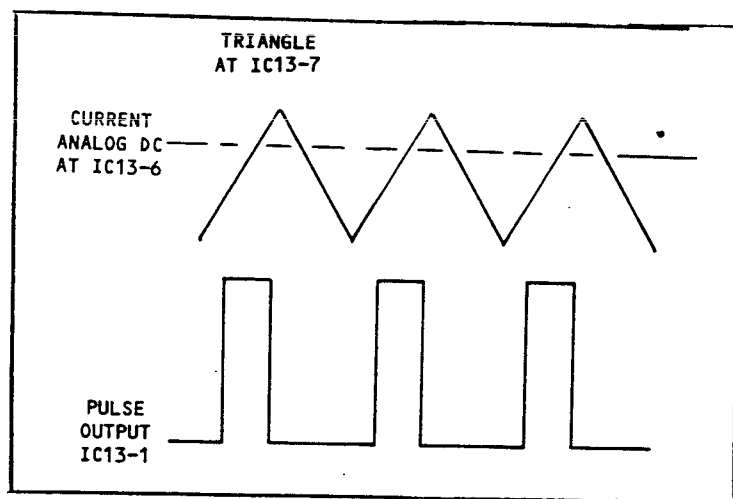 TRIANGLE
AT IC13-7
CURRENT
ANALOG DC
AT IC13-6
PULSE
OUTPUT
IC13-1